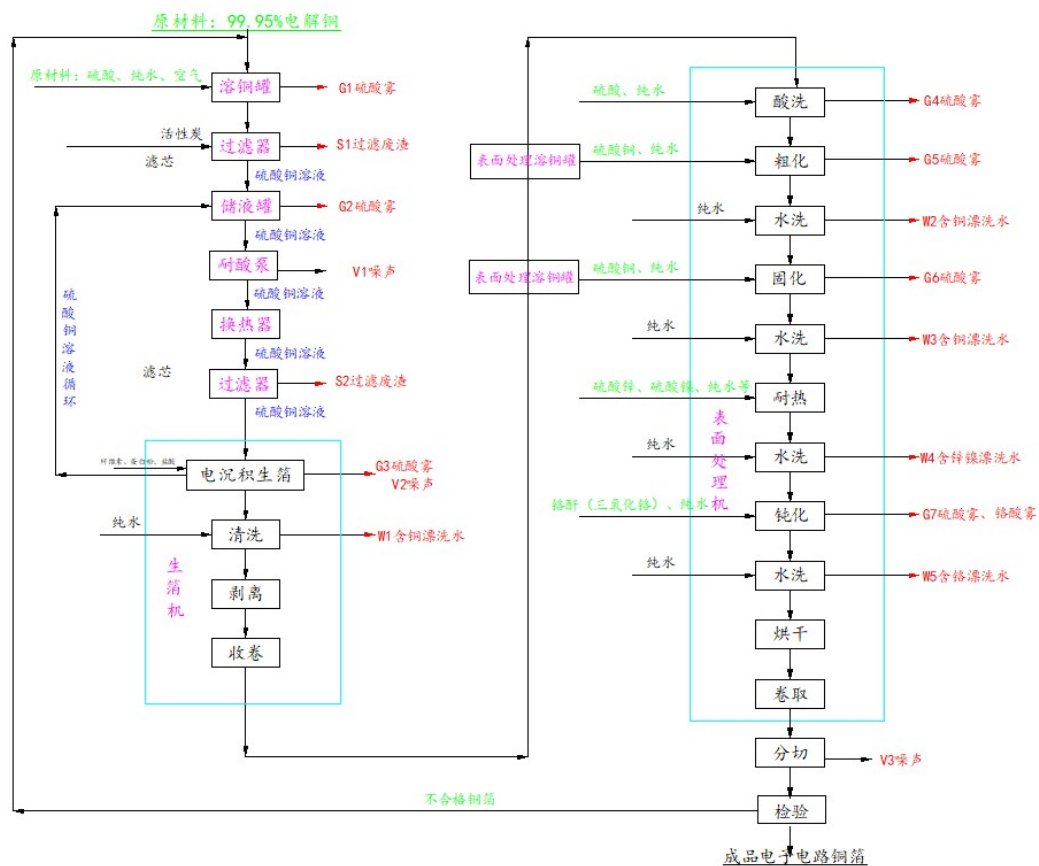 原材料：99.95%电解铜
原材料：硫酸、纯水、空气
溶铜罐
G1硫酸雾
活性炭
滤芯
过滤器
S1过滤废渣
硫酸铜溶液
储液罐
G2硫酸雾
硫酸铜溶液
耐酸泵
V1噪声
硫酸铜溶液
换热器
硫酸铜溶液
滤芯
过滤器
S2过滤废渣
硫酸铜溶液
硫酸铜溶液循环
电沉积生箔
G3硫酸雾
V2噪声
纯水
清洗
W1含铜漂洗水
生箔机
剥离
收卷
硫酸、纯水
酸洗
G4硫酸雾
表面处理溶铜罐
硫酸铜、纯水
粗化
G5硫酸雾
纯水
水洗
W2含铜漂洗水
表面处理溶铜罐
硫酸铜、纯水
固化
G6硫酸雾
纯水
水洗
W3含铜漂洗水
硫酸锌、硫酸镍、纯水等
耐热
表面处理机
纯水
水洗
W4含锌镍漂洗水
铬酐（三氧化铬）、纯水
钝化
G7硫酸雾、铬酸雾
纯水
水洗
W5含铬漂洗水
烘干
卷取
分切
V3噪声
不合格铜箔
检验
成品电子电路铜箔